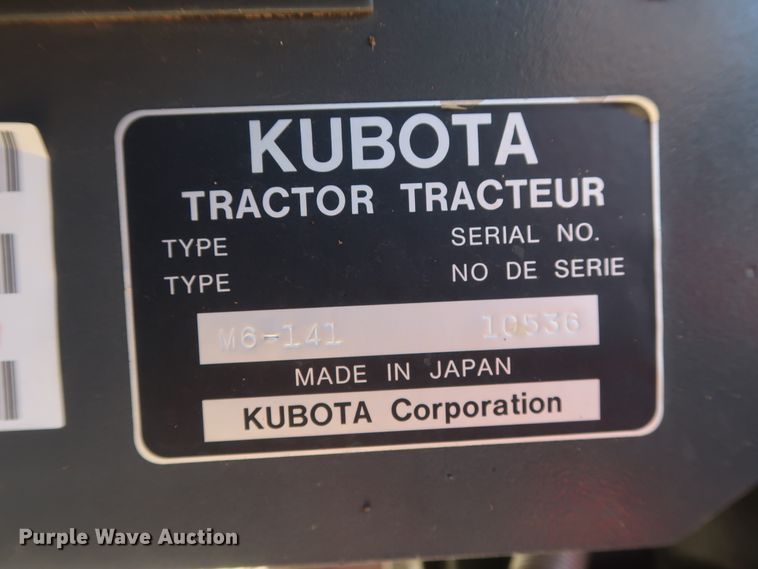 KUBOTA
TRACTOR TRACTEUR
TYPE SERIAL NO.
TYPE NO DE SERIE
M6-141 10536
MADE IN JAPAN
KUBOTA Corporation
Purple Wave Auction